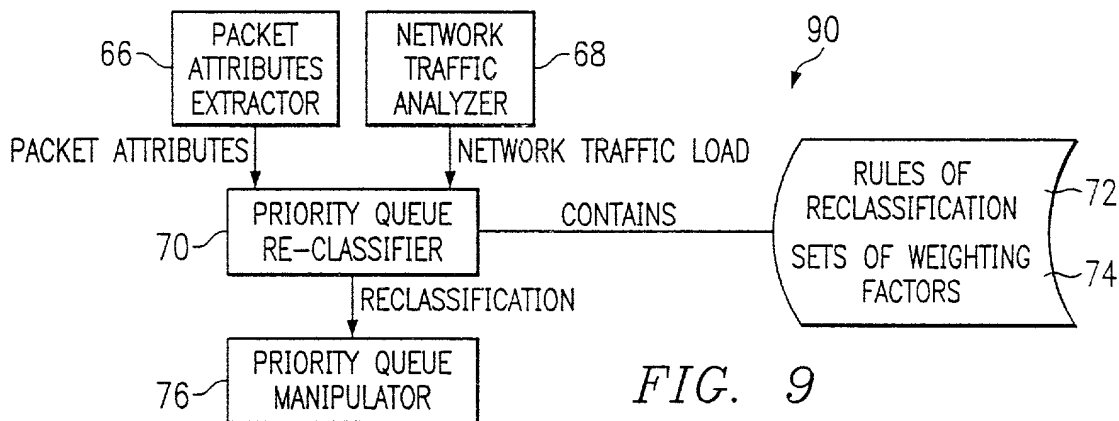 66
PACKET
ATTRIBUTES
EXTRACTOR
NETWORK
TRAFFIC
ANALYZER
68
90
PACKET ATTRIBUTES
NETWORK TRAFFIC LOAD
70
PRIORITY QUEUE
RE-CLASSIFIER
CONTAINS
RULES OF
RECLASSIFICATION
72
SETS OF WEIGHTING
FACTORS
74
RECLASSIFICATION
76
PRIORITY QUEUE
MANIPULATOR
FIG. 9